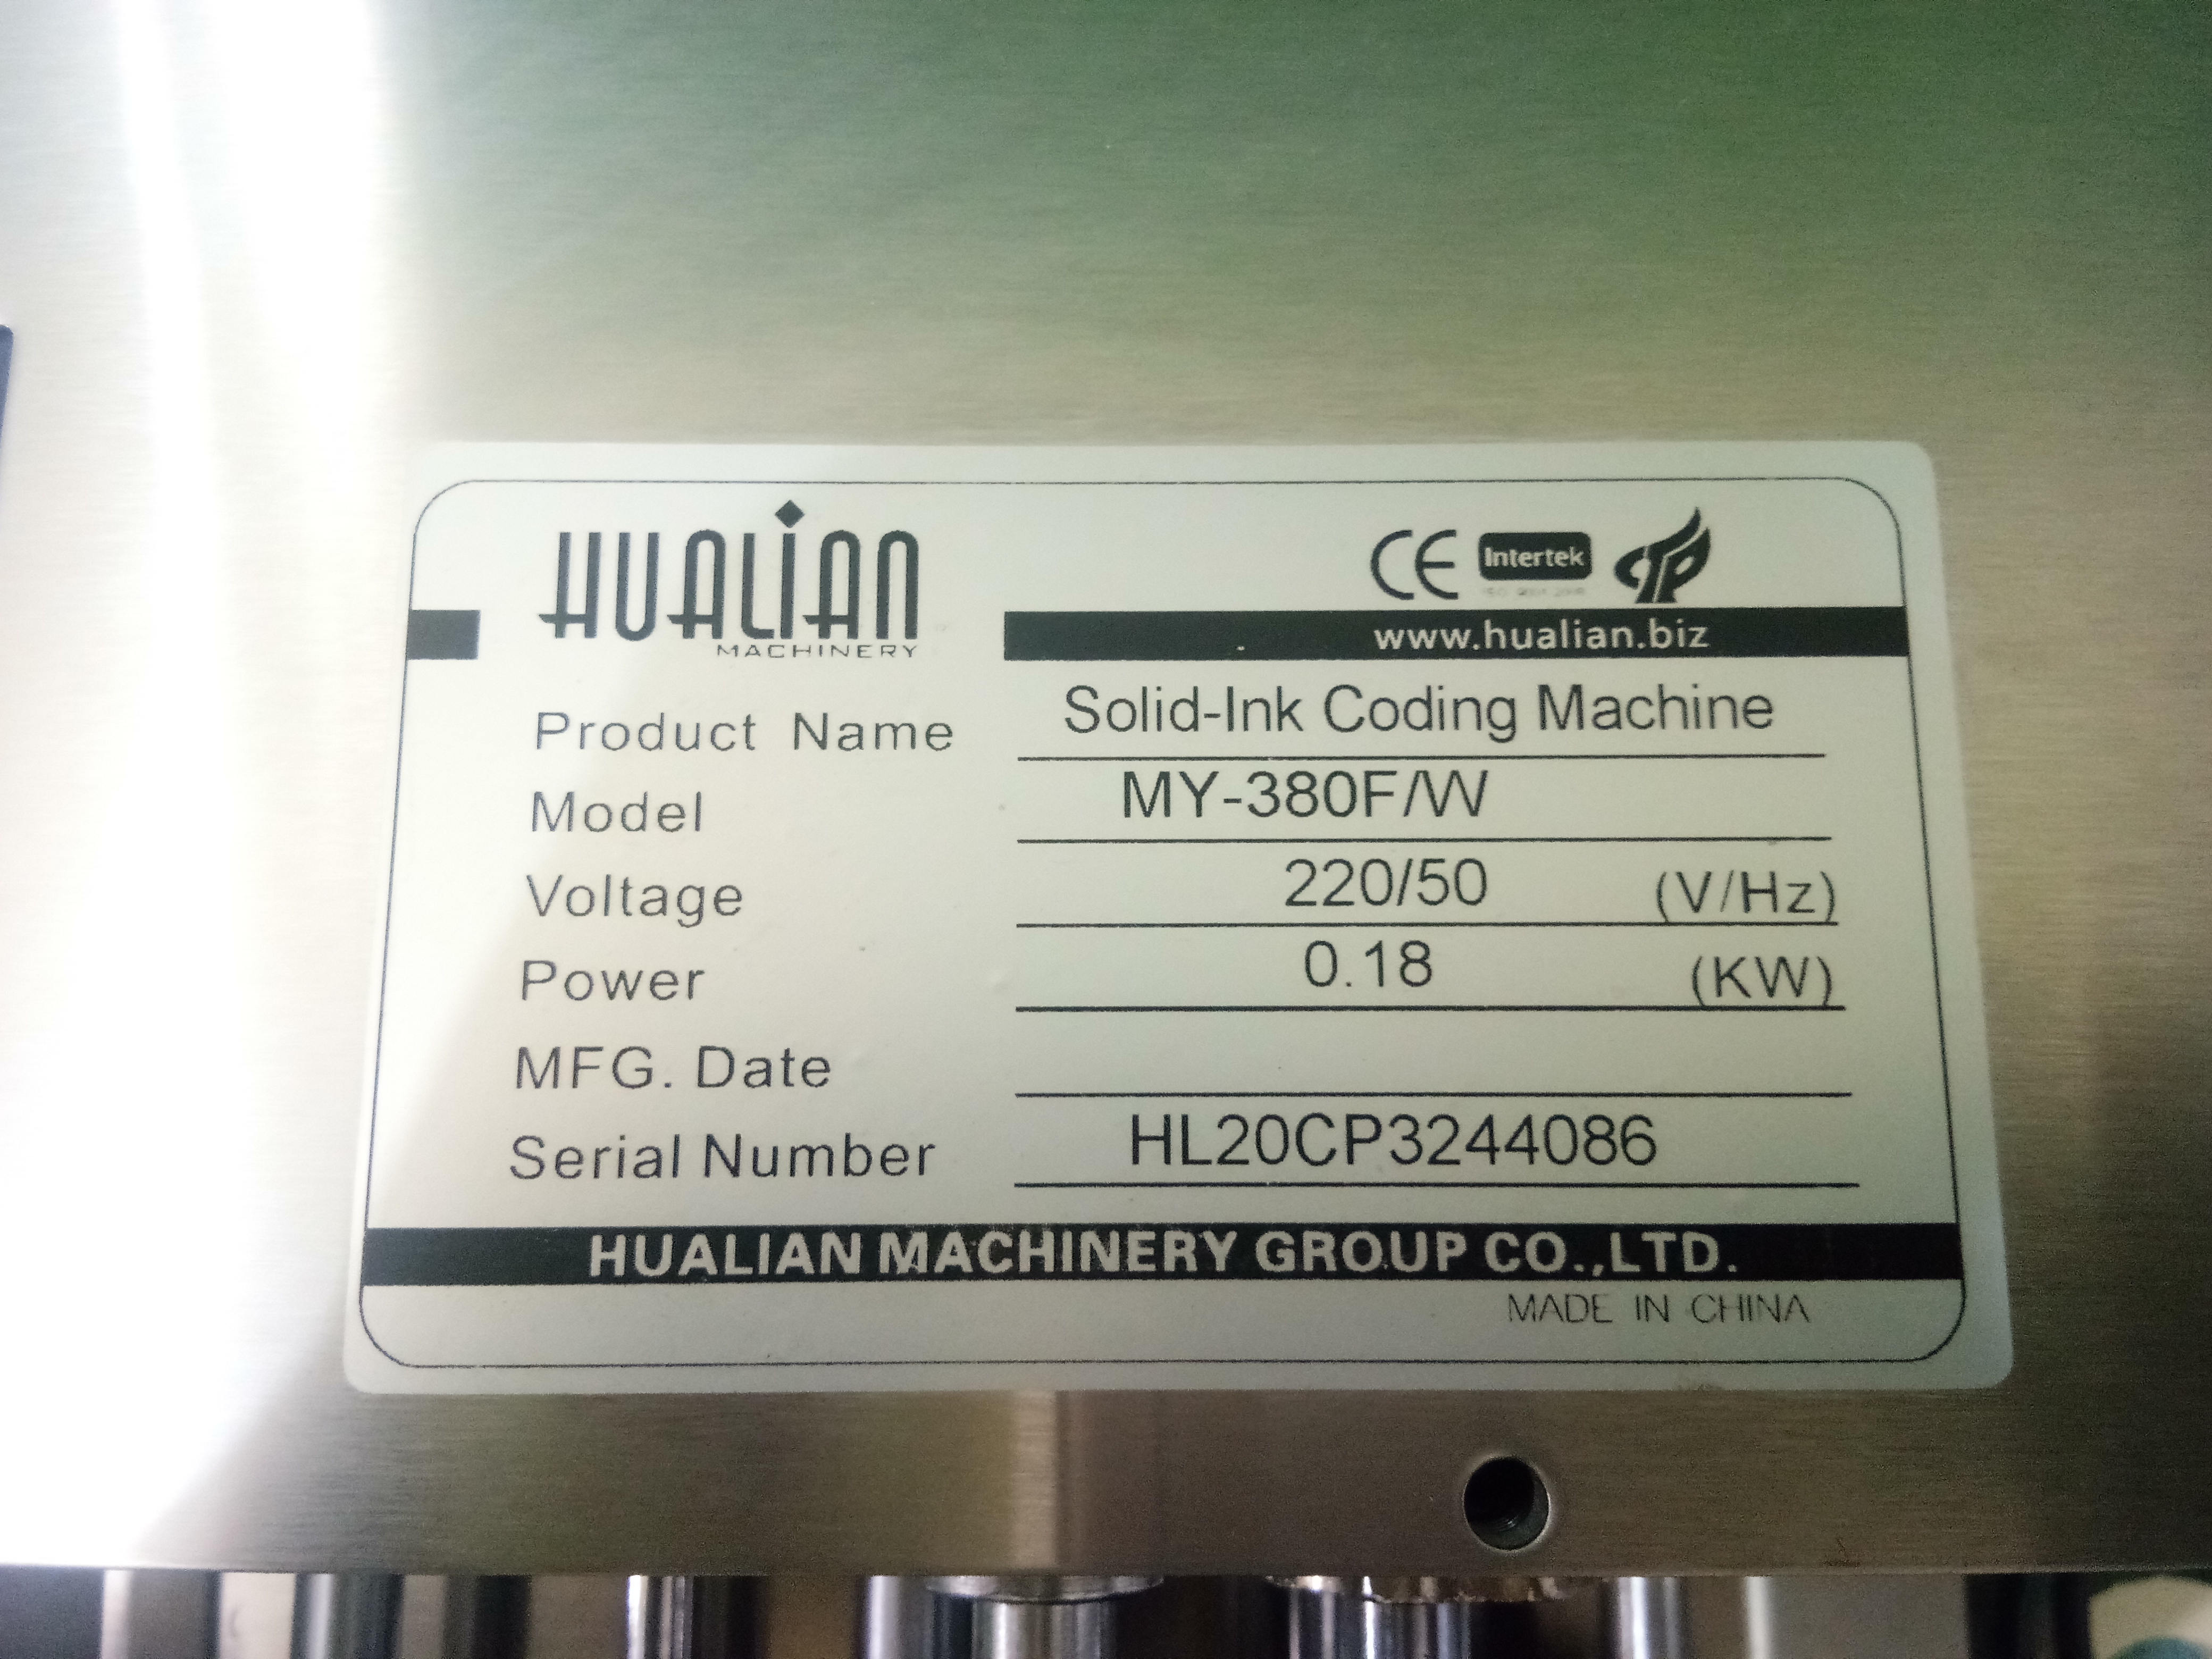 HUALIAN
MACHINERY
CE Intertek
www.hualian.biz
Product Name Solid-Ink Coding Machine
Model MY-380F/W
Voltage 220/50 (V/Hz)
Power 0.18 (KW)
MFG. Date
Serial Number HL20CP3244086
HUALIAN MACHINERY GROUP CO.,LTD.
MADE IN CHINA